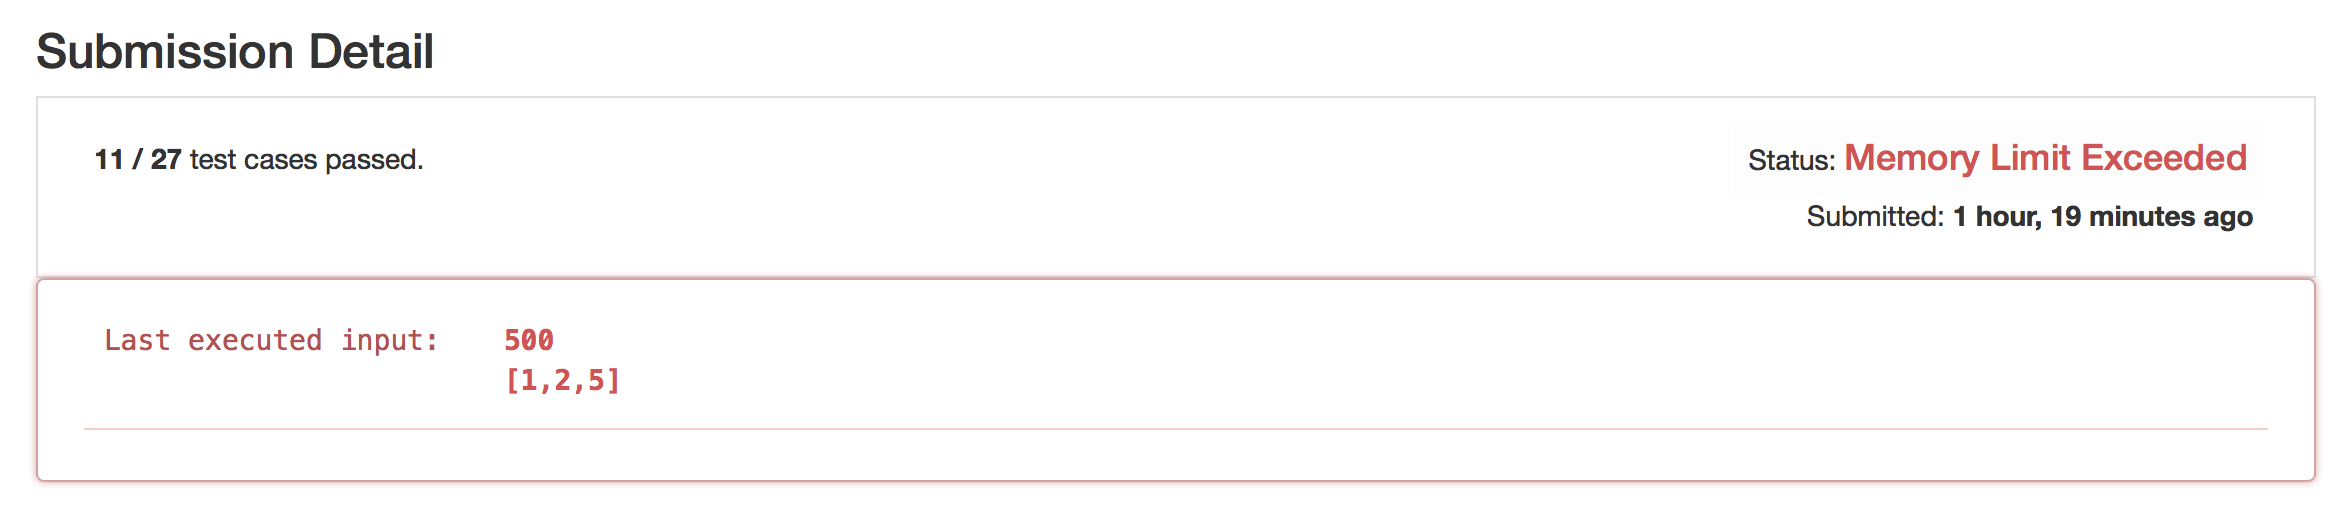 Submission Detail
11 / 27 test cases passed.
Status: Memory Limit Exceeded
Submitted: 1 hour, 19 minutes ago
Last executed input: 500
[1,2,5]